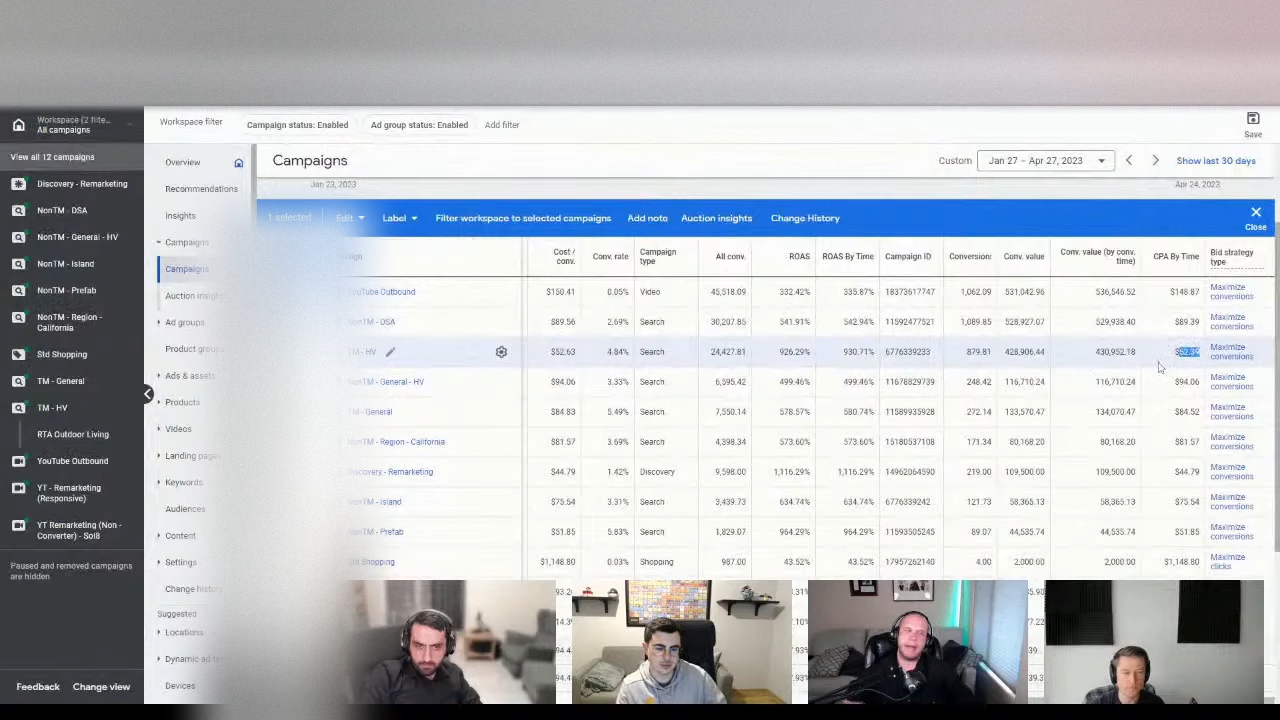 Workspace (2 filte...
All campaigns
View all 12 campaigns
Discovery - Remarketing
NonTM - DSA
NonTM - General - HV
NonTM - Island
NonTM - Prefab
NonTM - Region -
California
Std Shopping
TM - General
TM - HV
RTA Outdoor Living
YouTube Outbound
YT - Remarketing
(Responsive)
YT Remarketing (Non -
Converter) - Sol8
Paused and removed campaigns
are hidden
Feedback Change view
Workspace filter Campaign status: Enabled Ad group status: Enabled Add filter
Save
Overview
Recommendations
Insights
Campaigns
Campaigns
Auction insig
Ad groups
Product group
Ads & assets
Products
Videos
Landing page
Keywords
Audiences
Content
Settings
Change histo
Suggested
Locations
Dynamic ad ta
Devices
Campaigns
Custom Jan 27 – Apr 27, 2023 Show last 30 days
Jan 23, 2023 Apr 24, 2023
1 selected Edit Label Filter workspace to selected campaigns Add note Auction insights Change History Close
Cost / conv. Conv. rate Campaign type All conv. ROAS ROAS By Time Campaign ID Conversion: Conv. value Conv. value (by conv. time) CPA By Time Bid strategy type
YouTube Outbound $150.41 0.05% Video 45,518.09 332.42% 335.87% 18373617747 1,062.09 531,042.96 536,546.52 $148.87 Maximize conversions
NonTM - DSA $89.56 2.69% Search 30,207.85 541.91% 542.94% 11592477521 1,089.85 528,927.07 529,938.40 $89.39 Maximize conversions
TM - HV $52.63 4.84% Search 24,427.81 926.29% 930.71% 6776339233 879.81 428,906.44 430,952.18 Maximize conversions
NonTM - General - HV $94.06 3.33% Search 6,595.42 499.46% 499.46% 11678829739 248.42 116,710.24 116,710.24 $94.06 Maximize conversions
TM - General $84.83 5.49% Search 7,550.14 578.57% 580.74% 11589935928 272.14 133,570.47 134,070.47 $84.52 Maximize conversions
NonTM - Region - California $81.57 3.69% Search 4,398.34 573.60% 573.60% 15180537108 171.34 80,168.20 80,168.20 $81.57 Maximize conversions
Discovery - Remarketing $44.79 1.42% Discovery 9,598.00 1,116.29% 1,116.29% 14962064590 219.00 109,500.00 109,500.00 $44.79 Maximize conversions
NonTM - Island $75.54 3.31% Search 3,439.73 634.74% 634.74% 6776339242 121.73 58,365.13 58,365.13 $75.54 Maximize conversions
NonTM - Prefab $51.85 5.83% Search 1,829.07 964.29% 964.29% 11593505245 89.07 44,535.74 44,535.74 $51.85 Maximize conversions
Std Shopping $1,148.80 0.03% Shopping 987.00 43.52% 43.52% 17957262140 4.00 2,000.00 2,000.00 $1,148.80 Maximize clicks